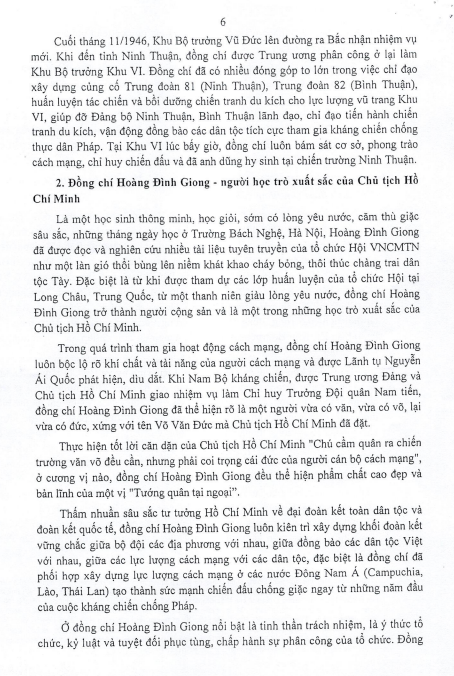 6
Cuối tháng 11/1946, Khu Bộ trưởng Vũ Đức lên đường ra Bắc nhận nhiệm vụ
mới. Khi đến tỉnh Ninh Thuận, đồng chí được Trung ương phân công ở lại làm
Khu Bộ trưởng Khu VI. Đồng chí đã có nhiều đóng góp to lớn trong việc chỉ đạo
xây dựng củng cố Trung đoàn 81 (Ninh Thuận), Trung đoàn 82 (Bình Thuận),
huấn luyện tác chiến và bồi dưỡng chiến tranh du kích cho lực lượng vũ trang Khu
VI, giúp đỡ Đảng bộ Ninh Thuận, Bình Thuận lãnh đạo, chỉ đạo tiến hành chiến
tranh du kích, vận động đồng bào các dân tộc tích cực tham gia kháng chiến chống
thực dân Pháp. Tại Khu VI lúc bấy giờ, đồng chí luôn bám sát cơ sở, phong trào
cách mạng, chỉ huy chiến đấu và đã anh dũng hy sinh tại chiến trường Ninh Thuận.
2. Đồng chí Hoàng Đình Giong - người học trò xuất sắc của Chủ tịch Hồ
Chí Minh
Là một học sinh thông minh, học giỏi, sớm có lòng yêu nước, căm thù giặc
sâu sắc, những tháng ngày học ở Trường Bách Nghệ, Hà Nội, Hoàng Đình Giong
đã được đọc và nghiên cứu nhiều tài liệu tuyên truyền của tổ chức Hội VNCMTN
như một làn gió thổi bùng lên niềm khát khao cháy bỏng, thôi thúc chàng trai dân
tộc Tày. Đặc biệt là từ khi được tham dự các lớp huấn luyện của tổ chức Hội tại
Long Châu, Trung Quốc, từ một thanh niên giàu lòng yêu nước, đồng chí Hoàng
Đình Giong trở thành người cộng sản và là một trong những học trò xuất sắc của
Chủ tịch Hồ Chí Minh.
Trong quá trình tham gia hoạt động cách mạng, đồng chí Hoàng Đình Giong
luôn bộc lộ rõ khí chất và tài năng của người cách mạng và được Lãnh tụ Nguyễn
Ái Quốc phát hiện, dìu dắt. Khi Nam Bộ kháng chiến, được Trung ương Đảng và
Chủ tịch Hồ Chí Minh giao nhiệm vụ làm Chỉ huy Trưởng Đội quân Nam tiến,
đồng chí Hoàng Đình Giong đã thể hiện rõ là một người vừa có văn, vừa có võ, lại
vừa có đức, xứng với tên Võ Văn Đức mà Chủ tịch Hồ Chí Minh đã đặt.
Thực hiện tốt lời căn dặn của Chủ tịch Hồ Chí Minh "Chủ cầm quân ra chiến
trường văn võ đều cần, nhưng phải coi trọng cái đức của người cán bộ cách mạng",
ở cương vị nào, đồng chí Hoàng Đình Giong đều thể hiện phẩm chất cao đẹp và
bản lĩnh của một vị "Tướng quân tại ngoại".
Thấm nhuần sâu sắc tư tưởng Hồ Chí Minh về đại đoàn kết toàn dân tộc và
đoàn kết quốc tế, đồng chí Hoàng Đình Giong luôn kiên trì xây dựng khối đoàn kết
vững chắc giữa bộ đội các địa phương với nhau, giữa đồng bào các dân tộc Việt
với nhau, giữa các lực lượng cách mạng với các dân tộc, đặc biệt là đồng chí đã
phối hợp xây dựng lực lượng cách mạng ở các nước Đông Nam Á (Campuchia,
Lào, Thái Lan) tạo thành sức mạnh chiến đấu chống giặc ngay từ những năm đầu
của cuộc kháng chiến chống Pháp.
Ở đồng chí Hoàng Đình Giong nổi bật là tinh thần trách nhiệm, là ý thức tổ
chức, kỷ luật và tuyệt đối phục tùng, chấp hành sự phân công của tổ chức. Đồng